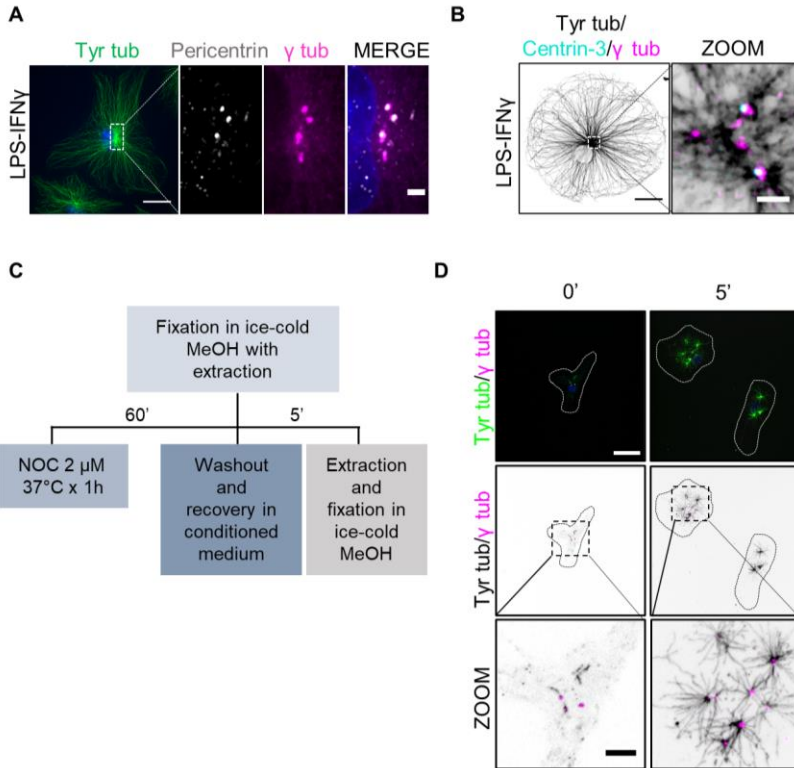 A
Tyr tub Pericentrin γ tub MERGE
LPS-IFNγ
B
Tyr tub/
Centrin-3/γ tub ZOOM
LPS-IFNγ
C
Fixation in ice-cold
MeOH with
extraction
60’ 5’
NOC 2 µM
37°C x 1h
Washout
and
recovery in
conditioned
medium
Extraction
and
fixation in
ice-cold
MeOH
D
0’ 5’
Tyr tub/γ tub
Tyr tub/γ tub
ZOOM